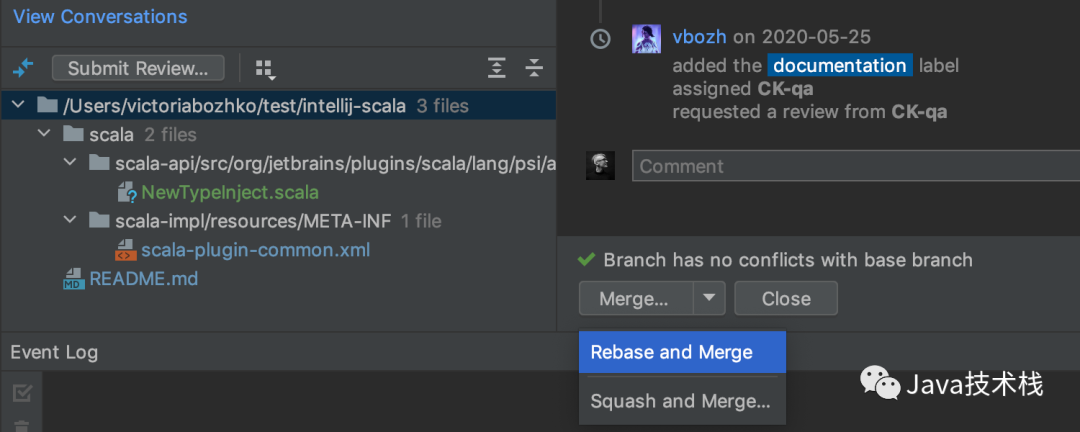 View Conversations
Submit Review...
/Users/victoriabozhko/test/intellij-scala 3 files
scala 2 files
scala-api/src/org/jetbrains/plugins/scala/lang/psi/a
NewTypeInject.scala
scala-impl/resources/META-INF 1 file
scala-plugin-common.xml
MD README.md
vbozh on 2020-05-25
added the documentation label
assigned CK-qa
requested a review from CK-qa
Comment
Branch has no conflicts with base branch
Merge... Close
Rebase and Merge
Squash and Merge...
Event Log
Java技术栈